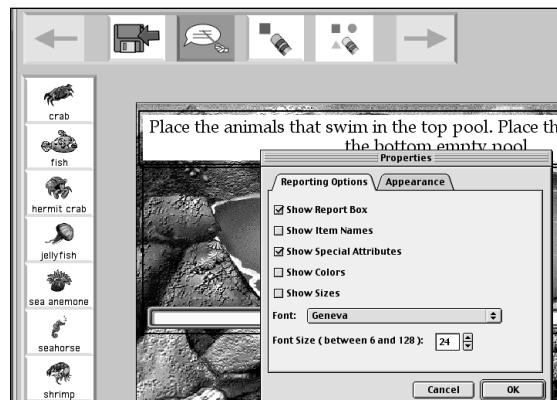 crab
fish
hermit crab
jellyfish
sea anemone
seahorse
shrimp
Place the animals that swim in the top pool. Place th
the bottom empty pool
Properties
Reporting Options
Appearance
Show Report Box
Show Item Names
Show Special Attributes
Show Colors
Show Sizes
Font: Geneva
Font Size (between 6 and 128): 24
Cancel
OK